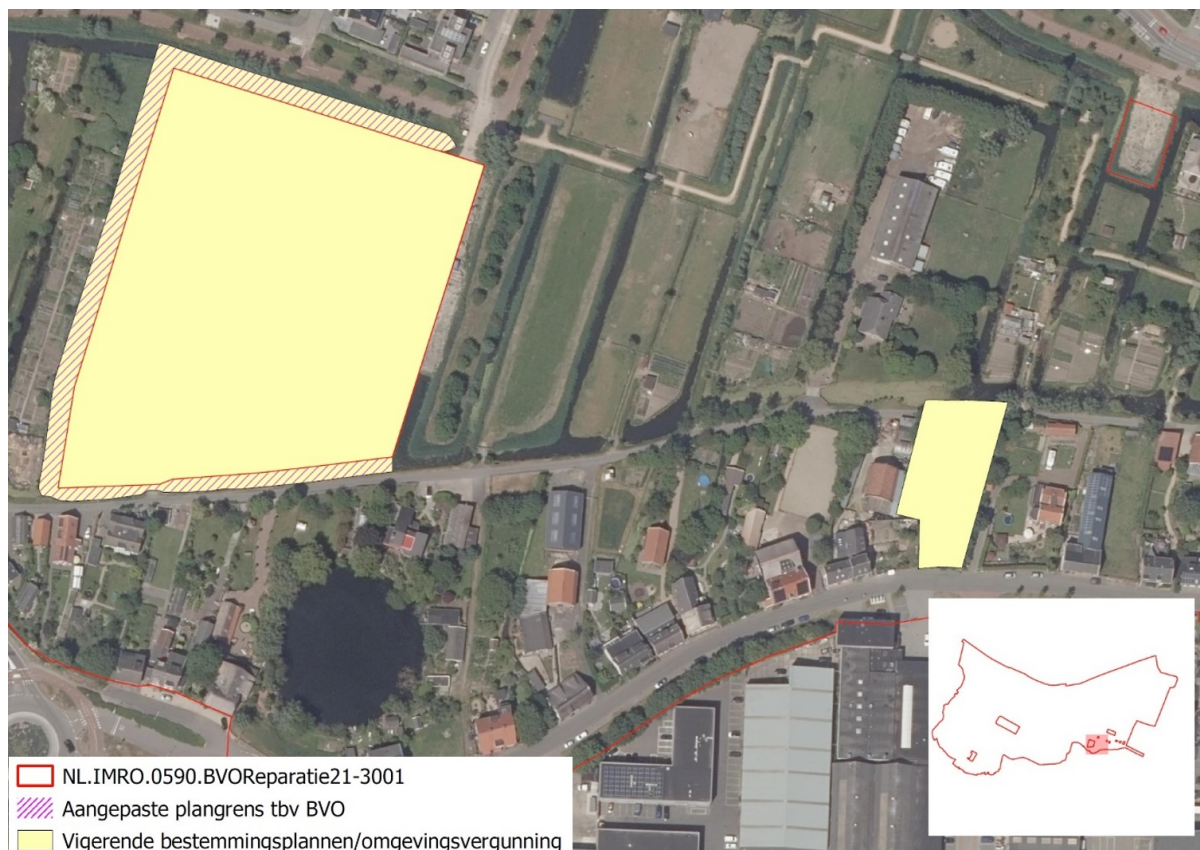 NL.IMRO.0590.BVOReparatie21-3001
Aangepaste plangrens tbv BVO
Vigerende bestemmingsplannen/omgevingsvergunning